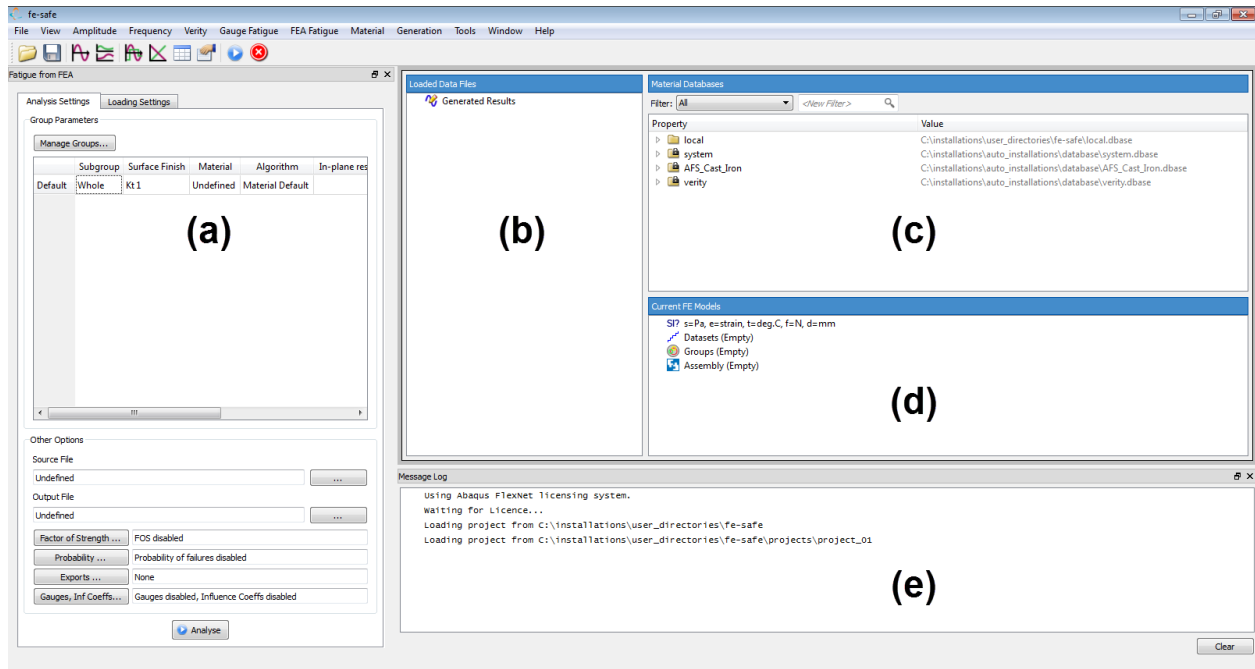 fe-safe
File View Amplitude Frequency Verity Gauge Fatigue FEA Fatigue Material Generation Tools Window Help
Fatigue from FEA
Analysis Settings Loading Settings
Group Parameters
Manage Groups...
Subgroup Surface Finish Material Algorithm In-plane res
Default Whole Kt 1 Undefined Material Default
(a)
Other Options
Source File
Undefined ...
Output File
Undefined ...
Factor of Strength ... FOS disabled
Probability ... Probability of failures disabled
Exports ... None
Gauges, Inf Coeffs... Gauges disabled, Influence Coeffs disabled
Analyse
Loaded Data Files
Generated Results
(b)
Material Databases
Filter: All <New Filter>
Property Value
local C:\installations\user_directories\fe-safe\local.dbase
system C:\installations\auto_installations\database\system.dbase
AFS_Cast_Iron C:\installations\auto_installations\database\AFS_Cast_Iron.dbase
verity C:\installations\auto_installations\database\verity.dbase
(c)
Current FE Models
SI? s=Pa, e=strain, t=deg.C, f=N, d=mm
Datasets (Empty)
Groups (Empty)
Assembly (Empty)
(d)
Message Log
Using Abaqus FlexNet licensing system.
Waiting for Licence...
Loading project from C:\installations\user_directories\fe-safe
Loading project from C:\installations\user_directories\fe-safe\projects\project_01
(e)
Clear